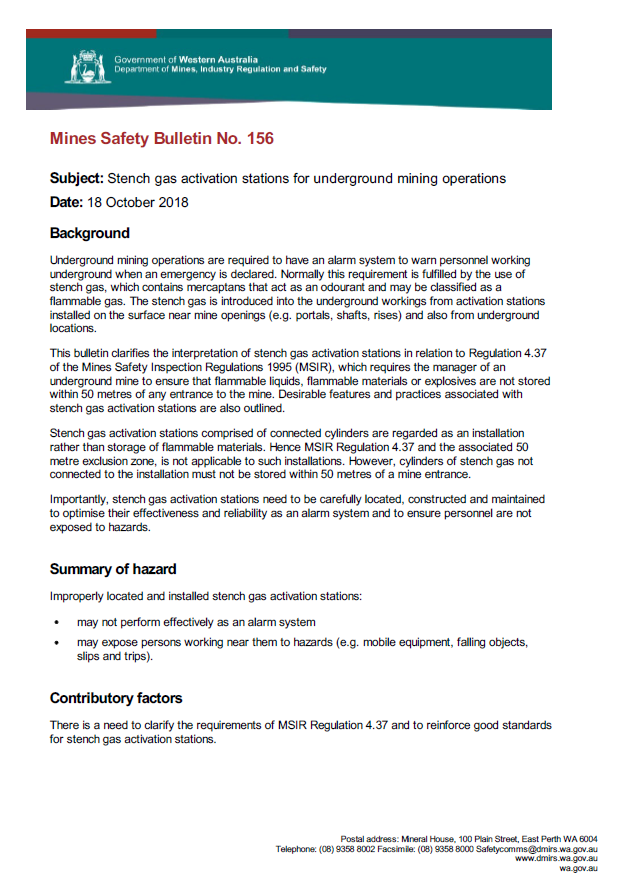 Government of Western Australia
Department of Mines, Industry Regulation and Safety
Mines Safety Bulletin No. 156
Subject: Stench gas activation stations for underground mining operations
Date: 18 October 2018
Background
Underground mining operations are required to have an alarm system to warn personnel working
underground when an emergency is declared. Normally this requirement is fulfilled by the use of
stench gas, which contains mercaptans that act as an odourant and may be classified as a
flammable gas. The stench gas is introduced into the underground workings from activation stations
installed on the surface near mine openings (e.g. portals, shafts, rises) and also from underground
locations.
This bulletin clarifies the interpretation of stench gas activation stations in relation to Regulation 4.37
of the Mines Safety Inspection Regulations 1995 (MSIR), which requires the manager of an
underground mine to ensure that flammable liquids, flammable materials or explosives are not stored
within 50 metres of any entrance to the mine. Desirable features and practices associated with
stench gas activation stations are also outlined.
Stench gas activation stations comprised of connected cylinders are regarded as an installation
rather than storage of flammable materials. Hence MSIR Regulation 4.37 and the associated 50
metre exclusion zone, is not applicable to such installations. However, cylinders of stench gas not
connected to the installation must not be stored within 50 metres of a mine entrance.
Importantly, stench gas activation stations need to be carefully located, constructed and maintained
to optimise their effectiveness and reliability as an alarm system and to ensure personnel are not
exposed to hazards.
Summary of hazard
Improperly located and installed stench gas activation stations:
• may not perform effectively as an alarm system
• may expose persons working near them to hazards (e.g. mobile equipment, falling objects,
slips and trips).
Contributory factors
There is a need to clarify the requirements of MSIR Regulation 4.37 and to reinforce good standards
for stench gas activation stations.
Postal address: Mineral House, 100 Plain Street, East Perth WA 6004
Telephone: (08) 9358 8002 Facsimile: (08) 9358 8000 Safetycomms@dmirs.wa.gov.au
www.dmirs.wa.gov.au
wa.gov.au